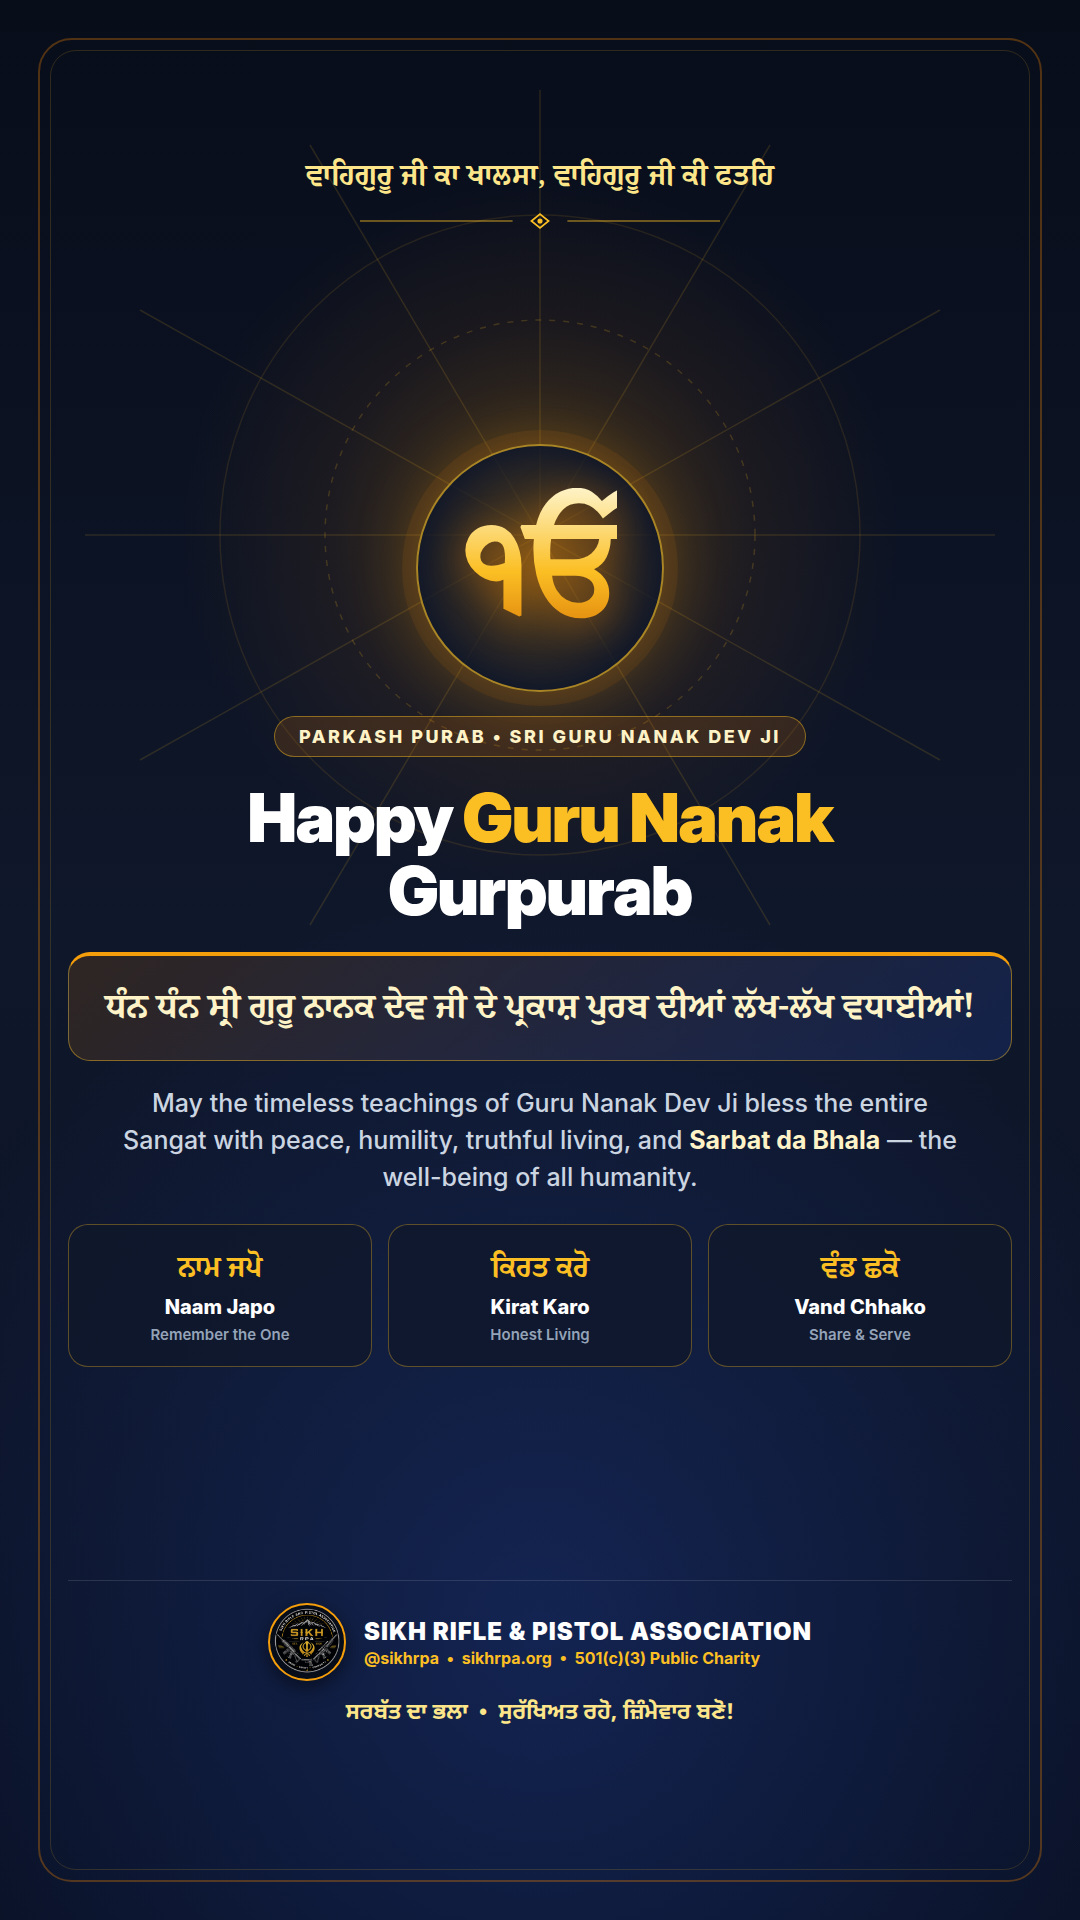 ਵਾਹਿਗੁਰੂ ਜੀ ਕਾ ਖਾਲਸਾ, ਵਾਹਿਗੁਰੂ ਜੀ ਕੀ ਫਤਹਿ
ੴ
PARKASH PURAB • SRI GURU NANAK DEV JI
Happy Guru Nanak
Gurpurab
ਧੰਨ ਧੰਨ ਸ੍ਰੀ ਗੁਰੂ ਨਾਨਕ ਦੇਵ ਜੀ ਦੇ ਪ੍ਰਕਾਸ਼ ਪੁਰਬ ਦੀਆਂ ਲੱਖ-ਲੱਖ ਵਧਾਈਆਂ!
May the timeless teachings of Guru Nanak Dev Ji bless the entire
Sangat with peace, humility, truthful living, and Sarbat da Bhala — the
well-being of all humanity.
ਨਾਮ ਜਪੋ
Naam Japo
Remember the One
ਕਿਰਤ ਕਰੋ
Kirat Karo
Honest Living
ਵੰਡ ਛਕੋ
Vand Chhako
Share & Serve
SIKH
RPA
SIKH RIFLE & PISTOL ASSOCIATION
@sikhrpa • sikhrpa.org • 501(c)(3) Public Charity
ਸਰਬੱਤ ਦਾ ਭਲਾ • ਸੁਰੱਖਿਅਤ ਰਹੋ, ਜ਼ਿੰਮੇਵਾਰ ਬਣੋ!